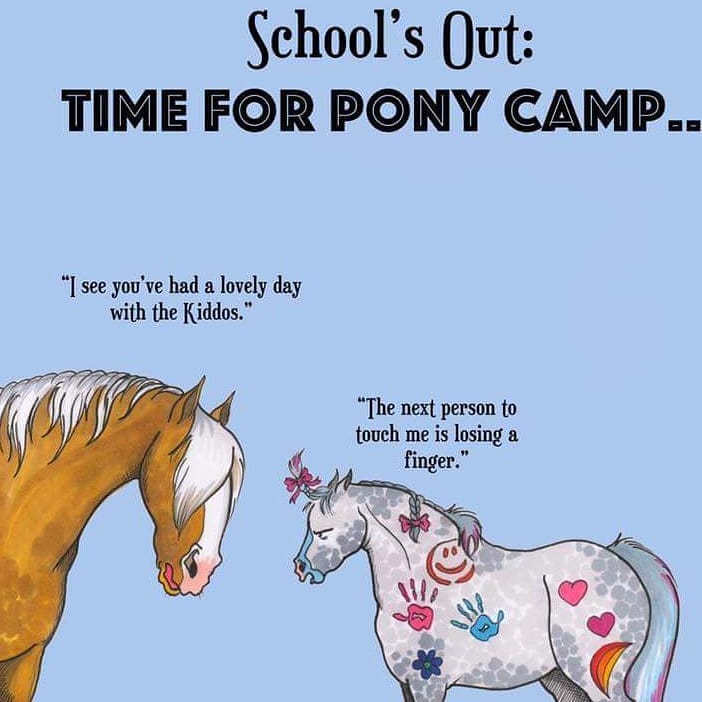 School's Out:
TIME FOR PONY CAMP..
“I see you've had a lovely day
with the Kiddos.”
“The next person to
touch me is losing a
finger.”